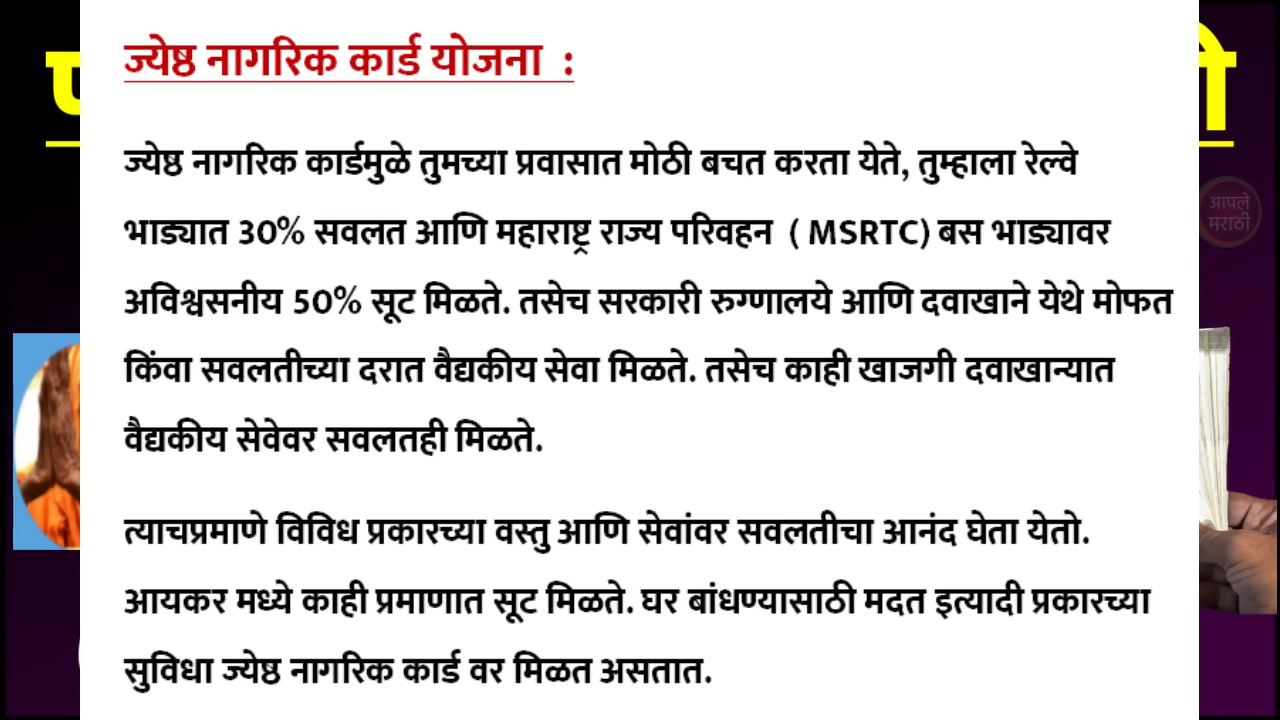 ज्येष्ठ नागरिक कार्ड योजना :
ज्येष्ठ नागरिक कार्डमुळे तुमच्या प्रवासात मोठी बचत करता येते, तुम्हाला रेल्वे
भाड्यात 30% सवलत आणि महाराष्ट्र राज्य परिवहन ( MSRTC) बस भाड्यावर
अविश्वसनीय 50% सूट मिळते. तसेच सरकारी रुग्णालये आणि दवाखाने येथे मोफत
किंवा सवलतीच्या दरात वैद्यकीय सेवा मिळते. तसेच काही खाजगी दवाखान्यात
वैद्यकीय सेवेवर सवलतही मिळते.
त्याचप्रमाणे विविध प्रकारच्या वस्तु आणि सेवांवर सवलतीचा आनंद घेता येतो.
आयकर मध्ये काही प्रमाणात सूट मिळते. घर बांधण्यासाठी मदत इत्यादी प्रकारच्या
सुविधा ज्येष्ठ नागरिक कार्ड वर मिळत असतात.
आपले
मराठी